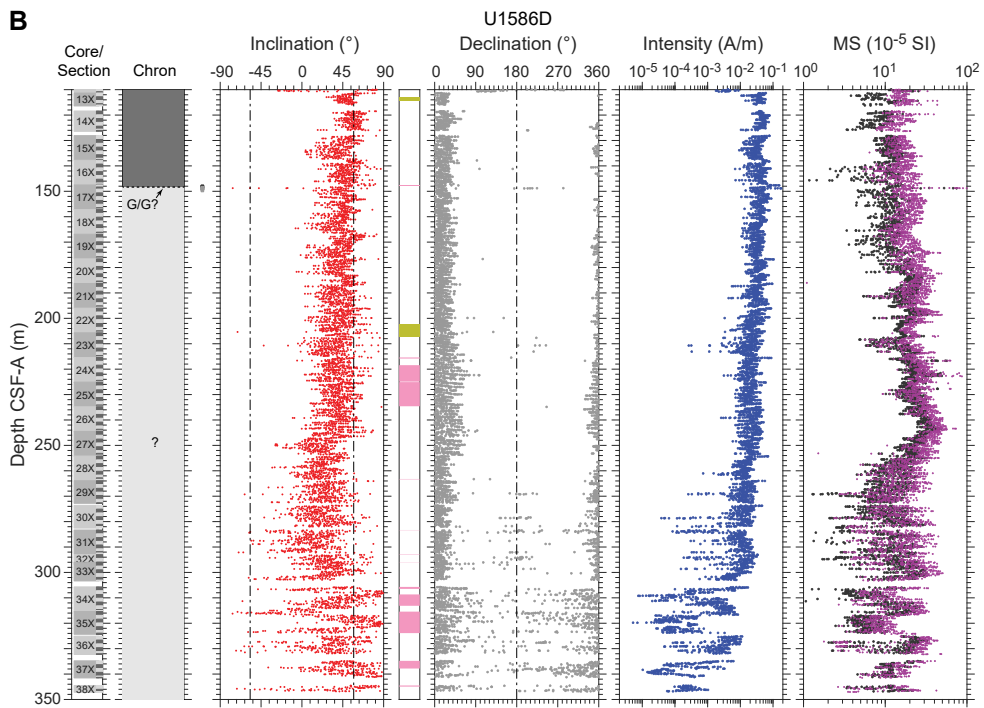 B
U1586D
Core/
Section
Chron
Inclination (°)
Declination (°)
Intensity (A/m)
MS (10⁻⁵ SI)
-90 -45 0 45 90
0 90 180 270 360
10⁻⁵ 10⁻⁴ 10⁻³ 10⁻² 10⁻¹
10⁰ 10¹ 10²
Depth CSF-A (m)
150
200
250
300
350
13X
14X
15X
16X
17X
18X
19X
20X
21X
22X
23X
24X
25X
26X
27X
28X
29X
30X
31X
32X
33X
34X
35X
36X
37X
38X
G/G?
?